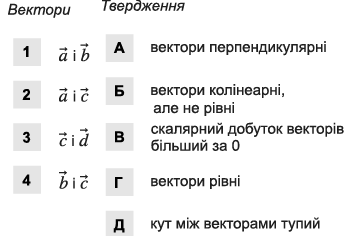 Вектори Твердження
1 a⃗ і b⃗ А вектори перпендикулярні
2 a⃗ і c⃗ Б вектори колінеарні,
але не рівні
3 c⃗ і d⃗ В скалярний добуток векторів
більший за 0
4 b⃗ і c⃗ Г вектори рівні
Д кут між векторами тупий